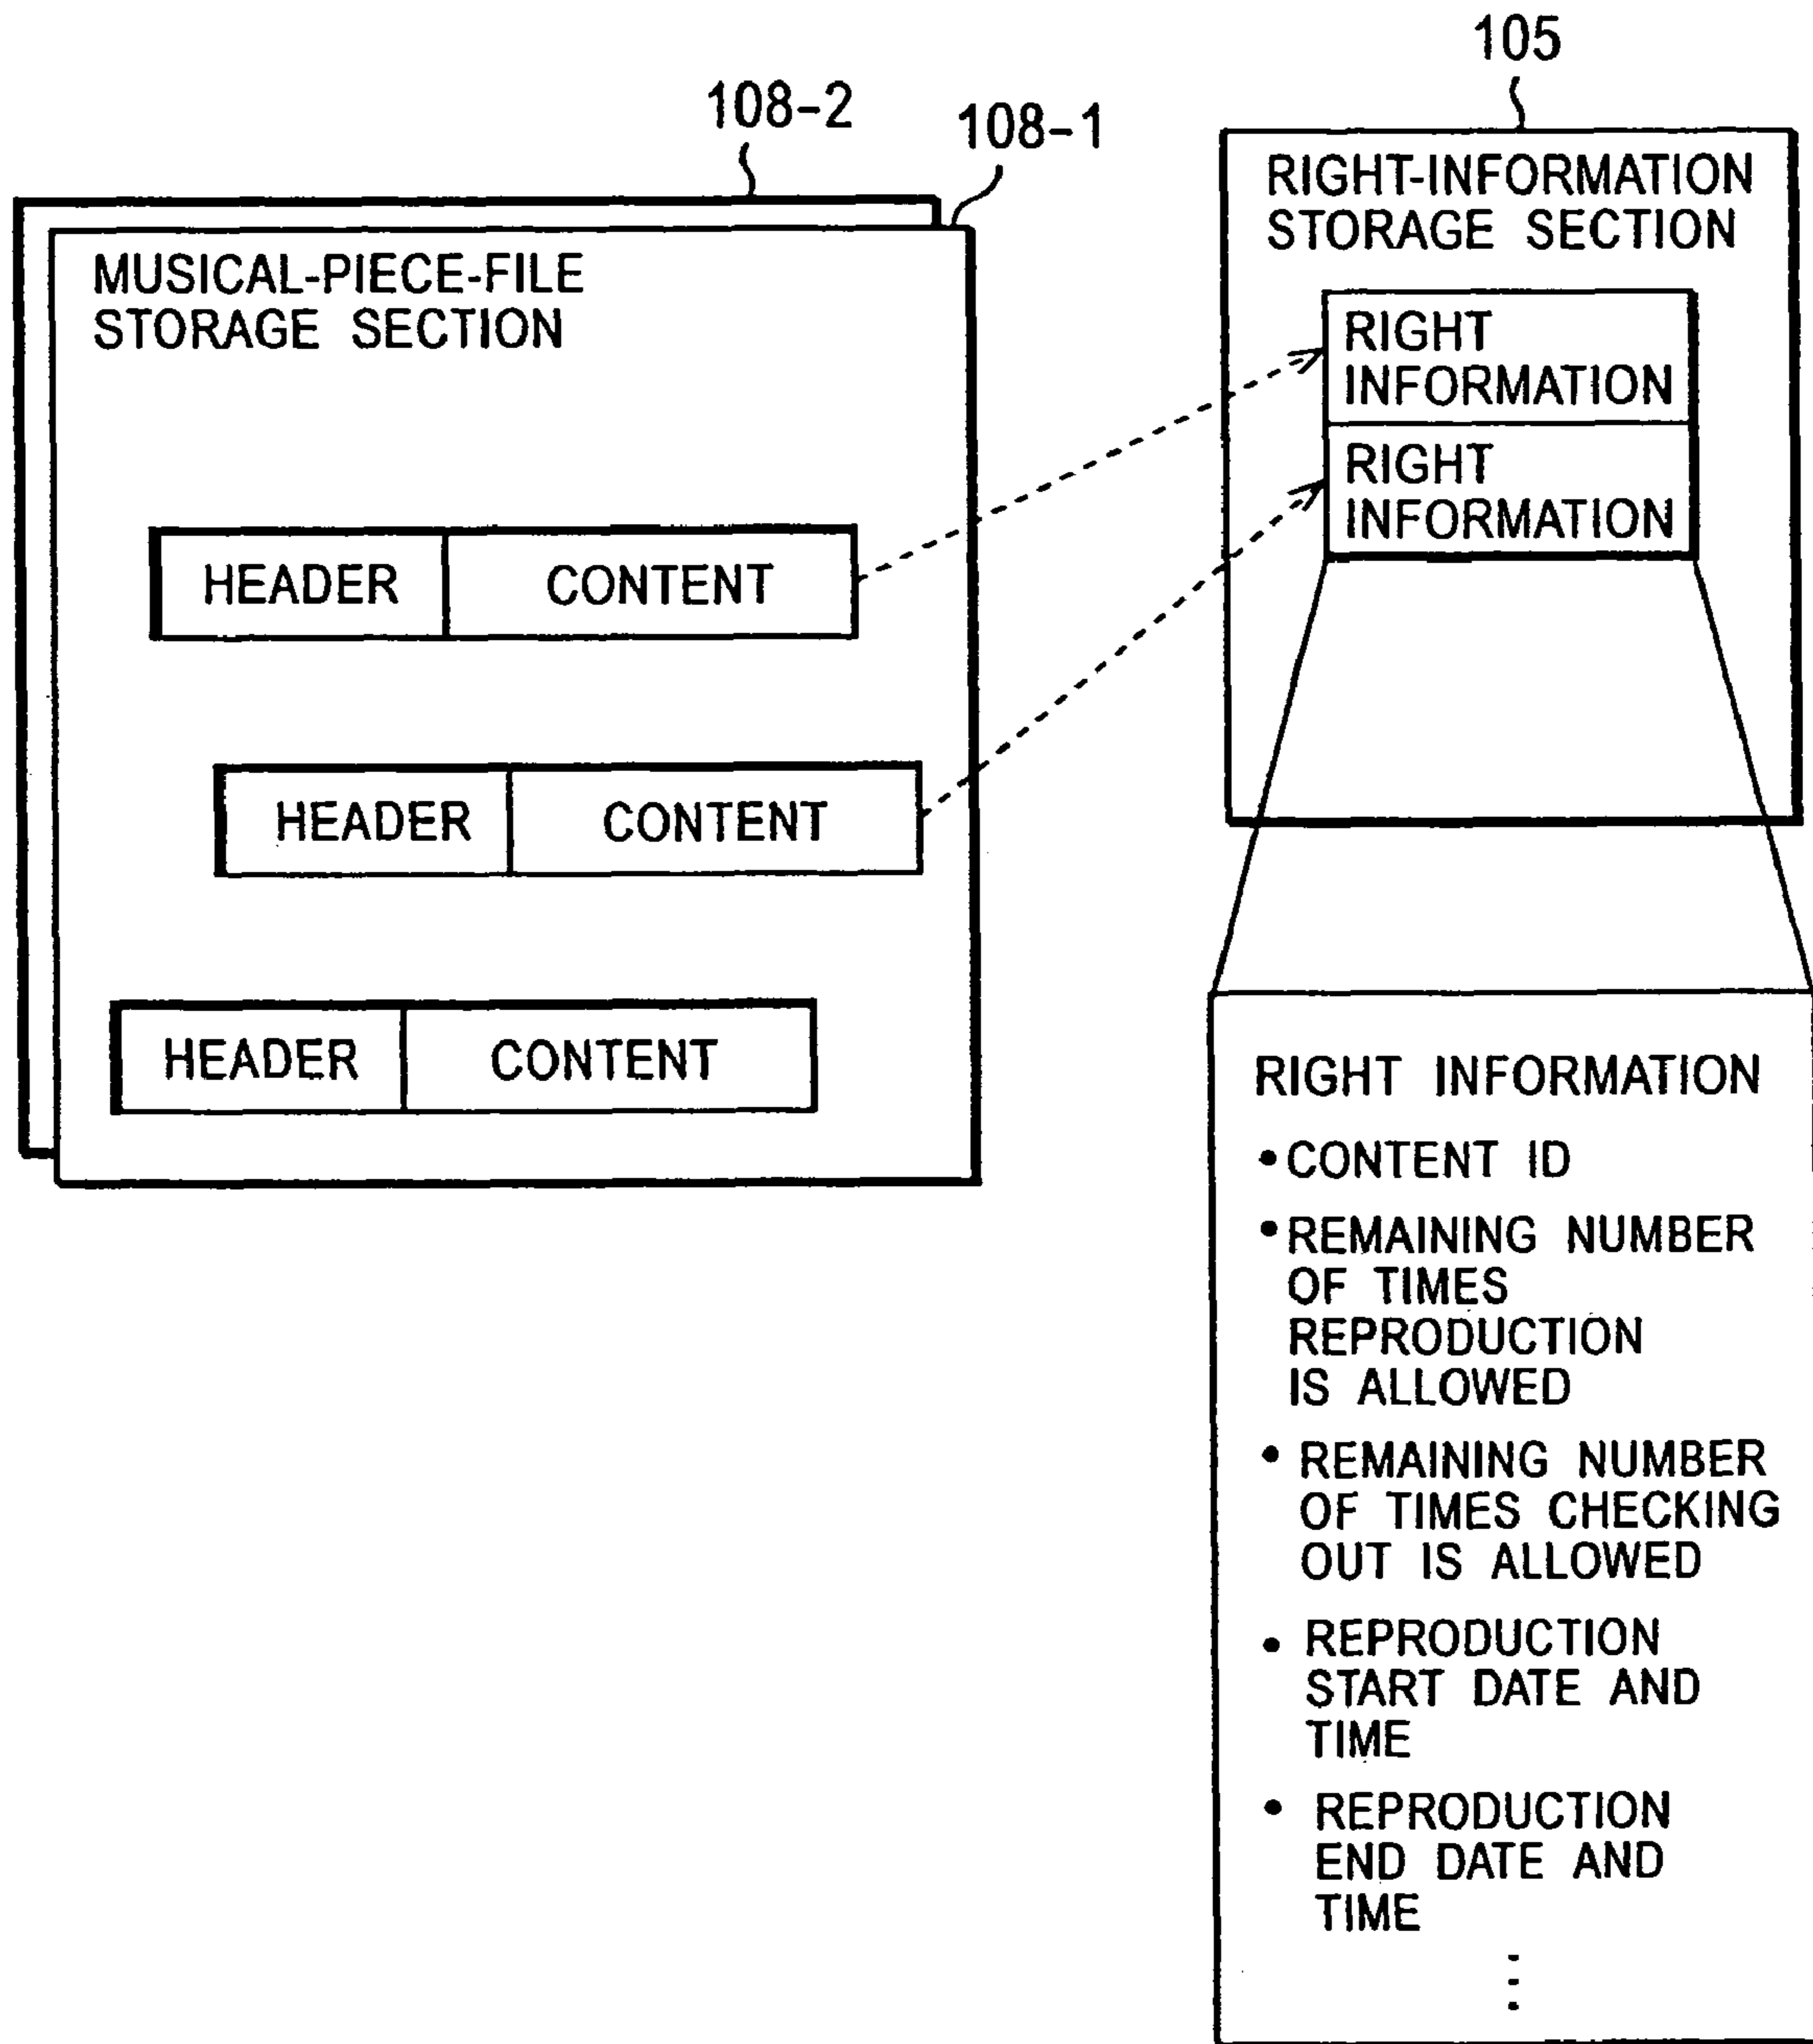 108-2
108-1
MUSICAL-PIECE-FILE
STORAGE SECTION
HEADER CONTENT
HEADER CONTENT
HEADER CONTENT
105
RIGHT-INFORMATION
STORAGE SECTION
RIGHT
INFORMATION
RIGHT
INFORMATION
RIGHT INFORMATION
•CONTENT ID
•REMAINING NUMBER
OF TIMES
REPRODUCTION
IS ALLOWED
• REMAINING NUMBER
OF TIMES CHECKING
OUT IS ALLOWED
• REPRODUCTION
START DATE AND
TIME
• REPRODUCTION
END DATE AND
TIME
⋮